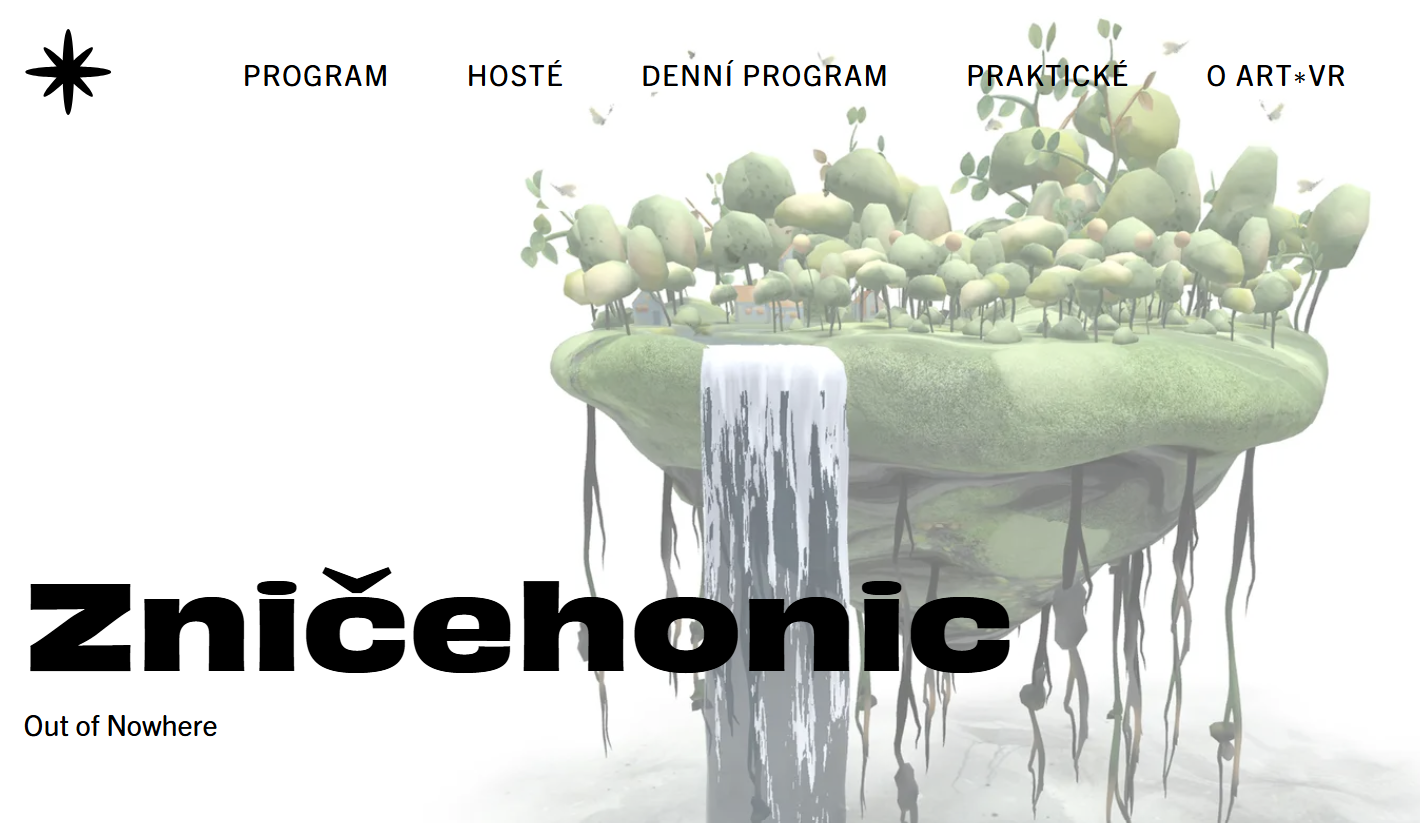 PROGRAM HOSTÉ DENNÍ PROGRAM PRAKTICKÉ O ART*VR
Zničehonic
Out of Nowhere